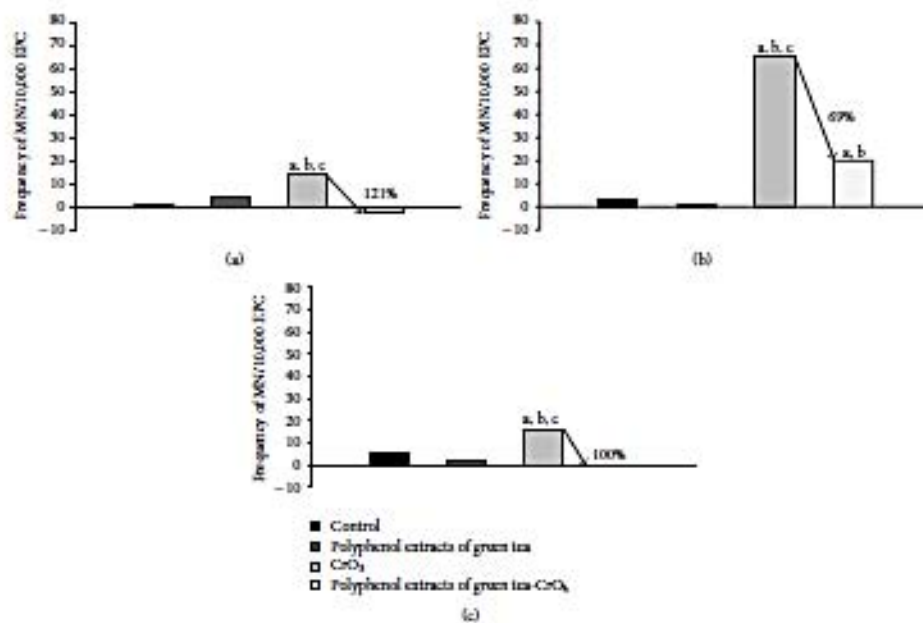 Frequency of MN/10,000 EPC
80
70
60
50
40
30
20
10
0
−10
a, b, c
121%
(a)
Frequency of MN/10,000 EPC
80
70
60
50
40
30
20
10
0
−10
a, b, c
69%
a, b
(b)
Frequency of MN/10,000 EPC
80
70
60
50
40
30
20
10
0
−10
a, b, c
100%
Control
Polyphenol extracts of green tea
CrO₃
Polyphenol extracts of green tea-CrO₃
(c)